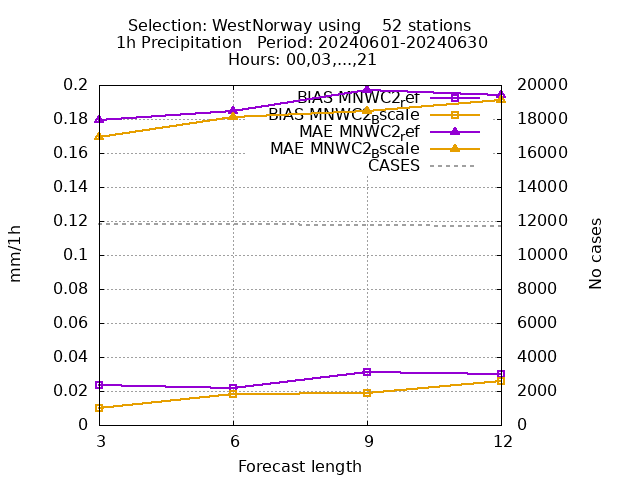 Selection: WestNorway using    52 stations
1h Precipitation   Period: 20240601-20240630
Hours: 00,03,...,21
0.2
0.18
0.16
0.14
0.12
0.1
0.08
0.06
0.04
0.02
0
20000
18000
16000
14000
12000
10000
8000
6000
4000
2000
0
BIAS MNWC2_ref
BIAS MNWC2_Bscale
MAE MNWC2_ref
MAE MNWC2_Bscale
CASES
mm/1h
No cases
3 6 9 12
Forecast length